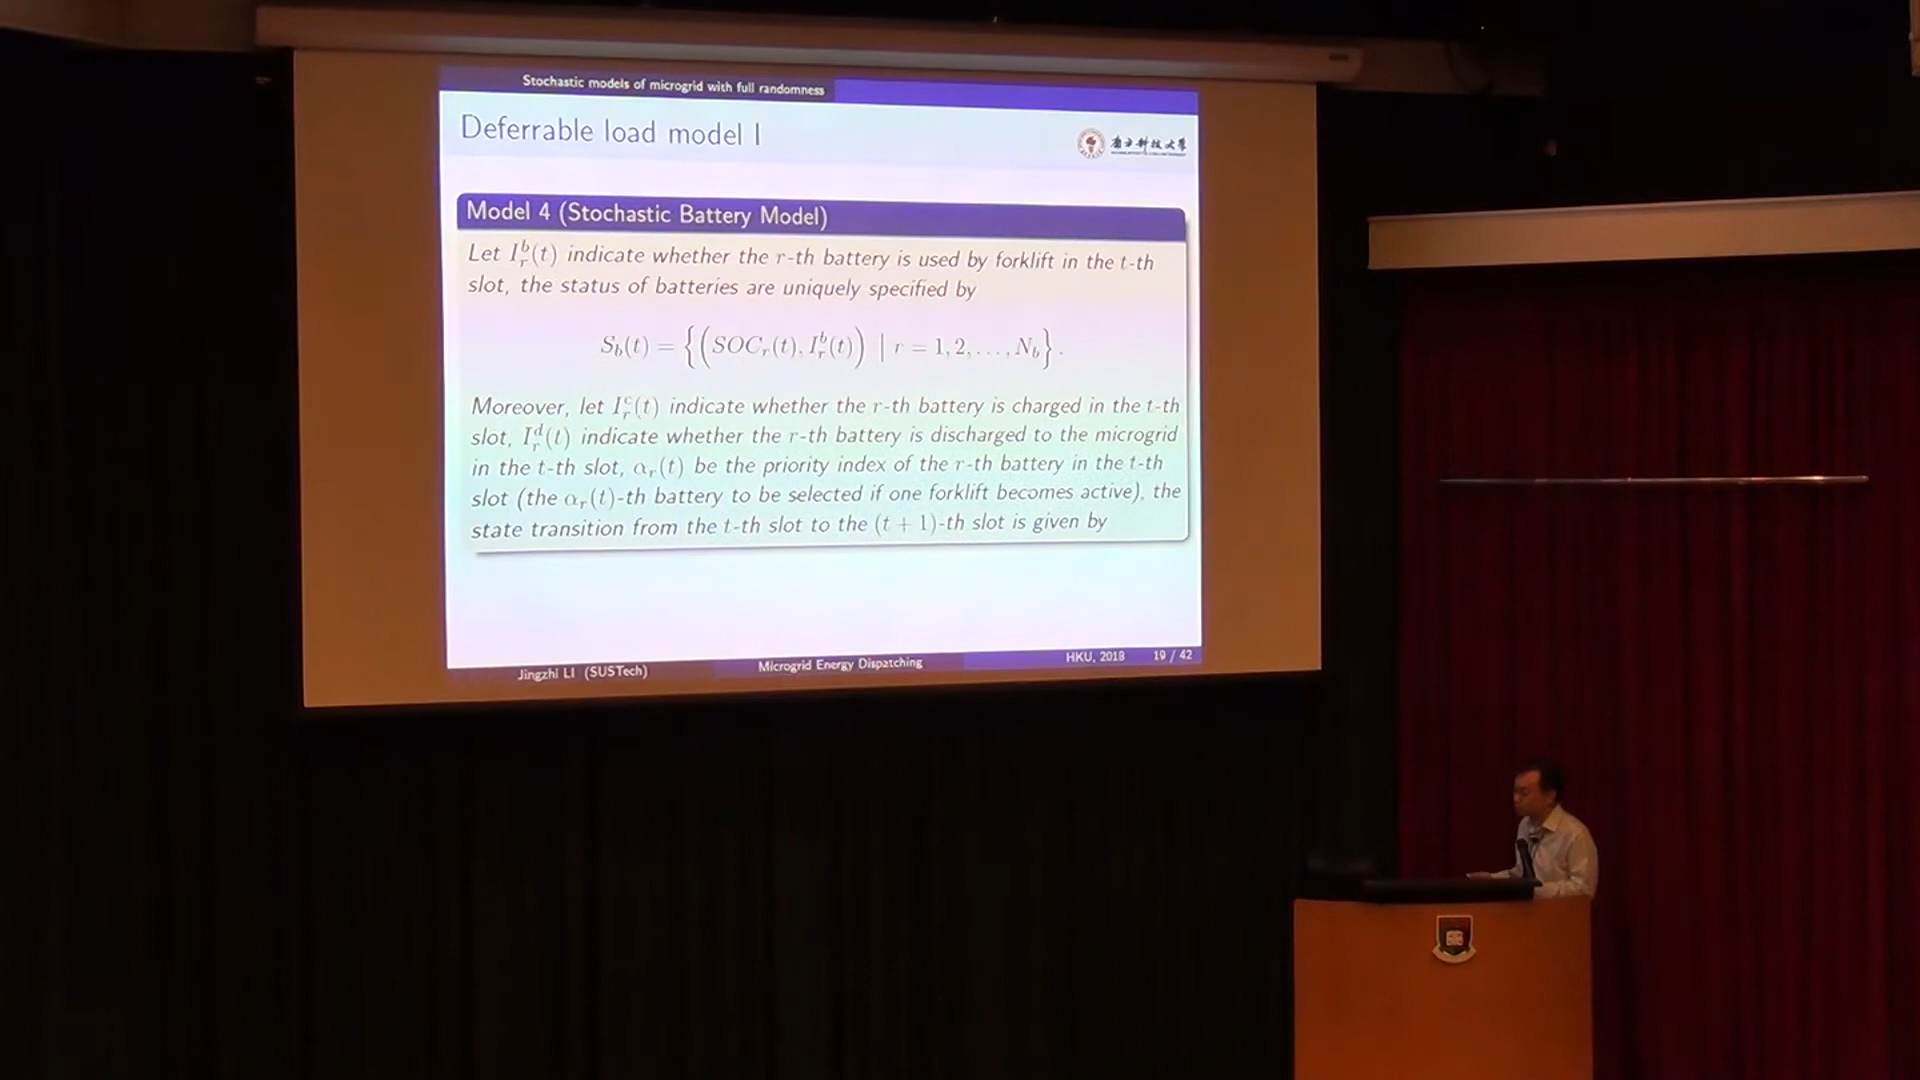 Stochastic models of microgrid with full randomness
Deferrable load model I
南方科技大学
Model 4 (Stochastic Battery Model)
Let I_r^b(t) indicate whether the r-th battery is used by forklift in the t-th
slot, the status of batteries are uniquely specified by
S_b(t) = {(SOC_r(t), I_r^b(t)) | r = 1, 2, . . . , N_b}.
Moreover, let I_r^c(t) indicate whether the r-th battery is charged in the t-th
slot, I_r^d(t) indicate whether the r-th battery is discharged to the microgrid
in the t-th slot, α_r(t) be the priority index of the r-th battery in the t-th
slot (the α_r(t)-th battery to be selected if one forklift becomes active), the
state transition from the t-th slot to the (t + 1)-th slot is given by
Jingzhi LI (SUSTech) Microgrid Energy Dispatching HKU, 2018 19 / 42